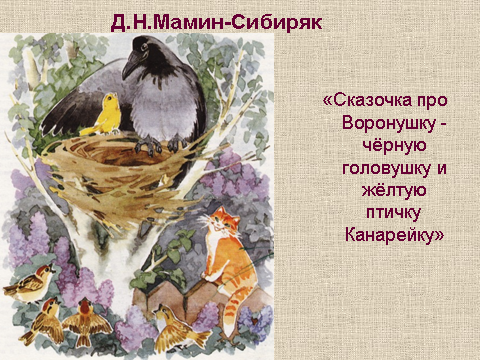 Д.Н.Мамин-Сибиряк
«Сказочка про
Воронушку -
чёрную
головушку и
жёлтую
птичку
Канарейку»